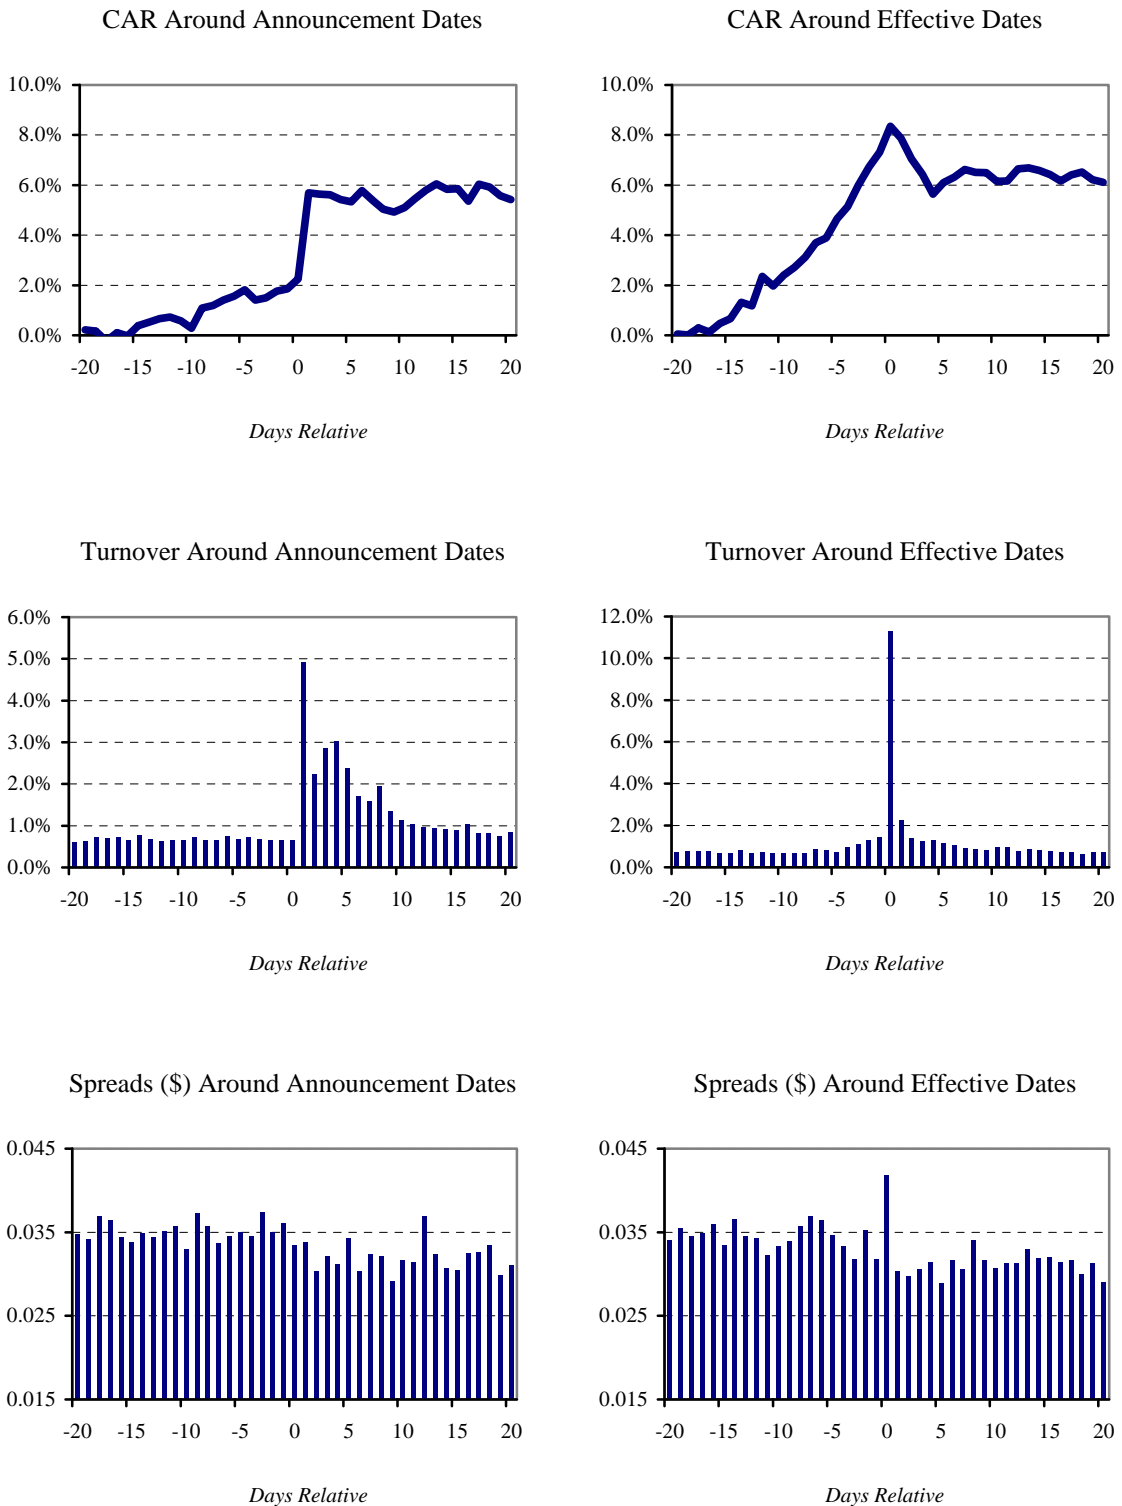 CAR Around Announcement Dates
10.0%
8.0%
6.0%
4.0%
2.0%
0.0%
-20 -15 -10 -5 0 5 10 15 20
Days Relative
CAR Around Effective Dates
10.0%
8.0%
6.0%
4.0%
2.0%
0.0%
-20 -15 -10 -5 0 5 10 15 20
Days Relative
Turnover Around Announcement Dates
6.0%
5.0%
4.0%
3.0%
2.0%
1.0%
0.0%
-20 -15 -10 -5 0 5 10 15 20
Days Relative
Turnover Around Effective Dates
12.0%
10.0%
8.0%
6.0%
4.0%
2.0%
0.0%
-20 -15 -10 -5 0 5 10 15 20
Days Relative
Spreads ($) Around Announcement Dates
0.045
0.035
0.025
0.015
-20 -15 -10 -5 0 5 10 15 20
Days Relative
Spreads ($) Around Effective Dates
0.045
0.035
0.025
0.015
-20 -15 -10 -5 0 5 10 15 20
Days Relative